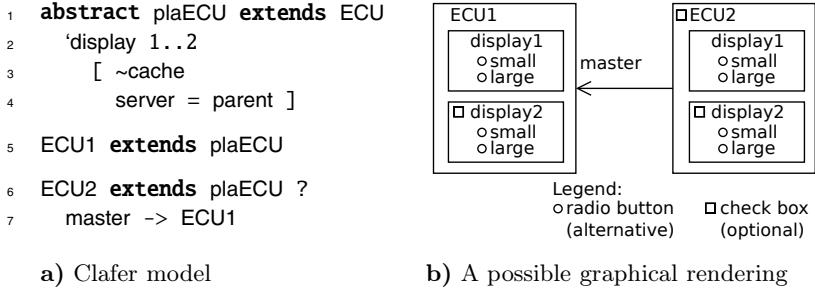 1 abstract plaECU extends ECU
2 ‘display 1..2
3 [ ~cache
4 server = parent ]
5 ECU1 extends plaECU
6 ECU2 extends plaECU ?
7 master -> ECU1
a) Clafer model
ECU1
display1
small
large
display2
small
large
master
ECU2
display1
small
large
display2
small
large
Legend:
radio button
(alternative)
check box
(optional)
b) A possible graphical rendering